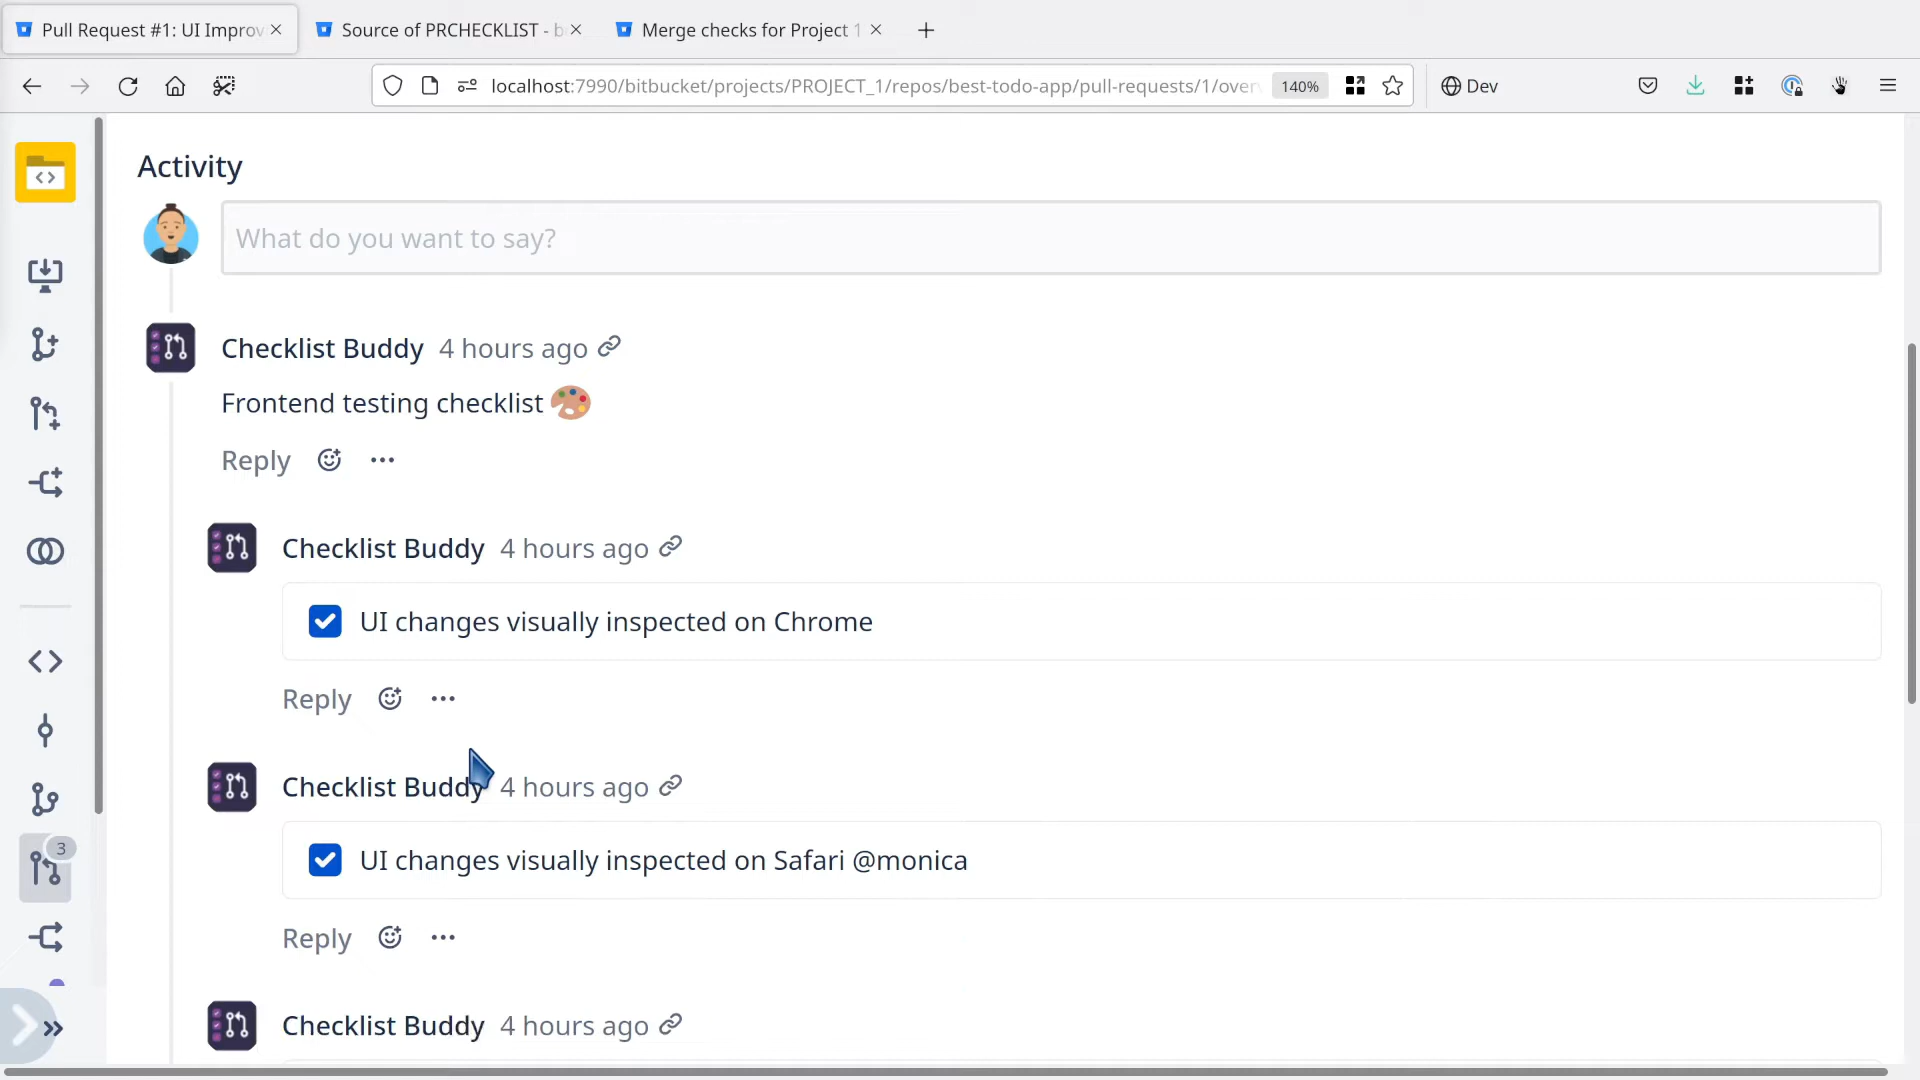 Pull Request #1: UI Improv
Source of PRCHECKLIST - b
Merge checks for Project 1
localhost:7990/bitbucket/projects/PROJECT_1/repos/best-todo-app/pull-requests/1/over
140%
Dev
Activity
What do you want to say?
Checklist Buddy 4 hours ago
Frontend testing checklist 🎨
Reply
Checklist Buddy 4 hours ago
UI changes visually inspected on Chrome
Reply
Checklist Buddy 4 hours ago
UI changes visually inspected on Safari @monica
Reply
3
Checklist Buddy 4 hours ago